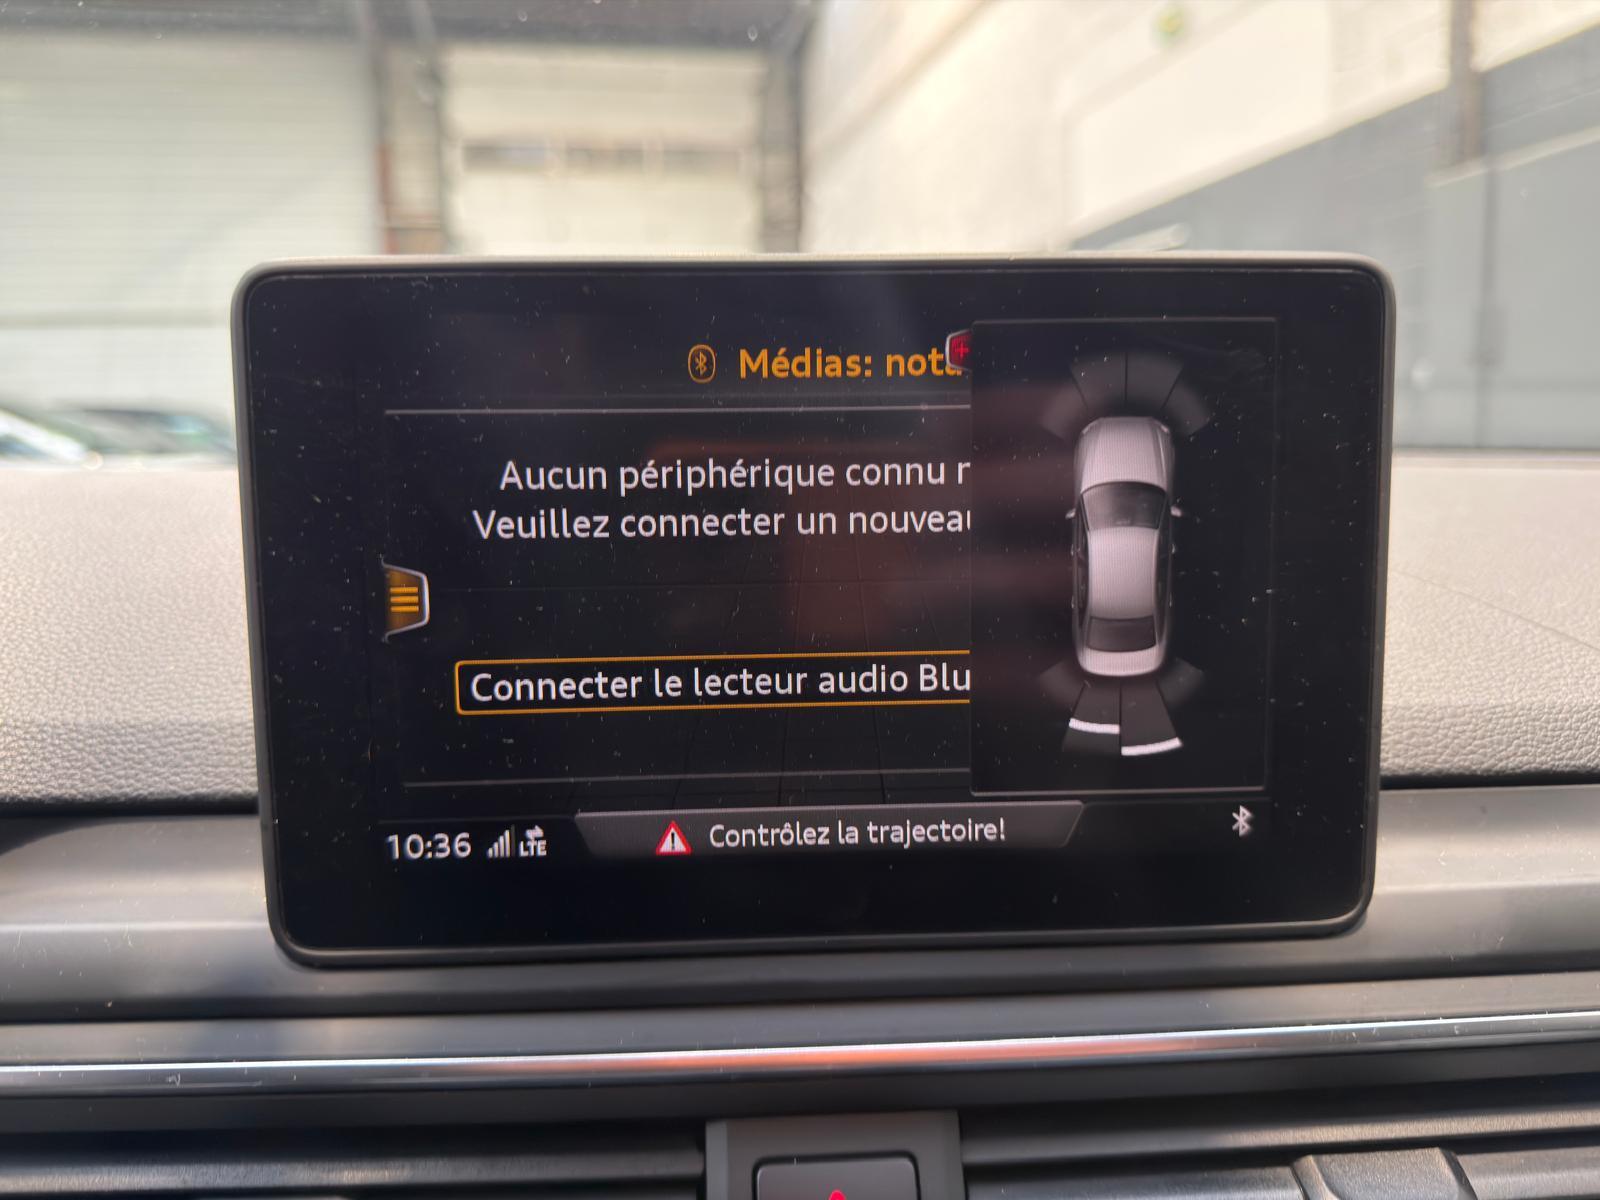 Médias: nota
Aucun périphérique connu
Veuillez connecter un nouveau
Connecter le lecteur audio Blu
10:36 LTE
Contrôlez la trajectoire!